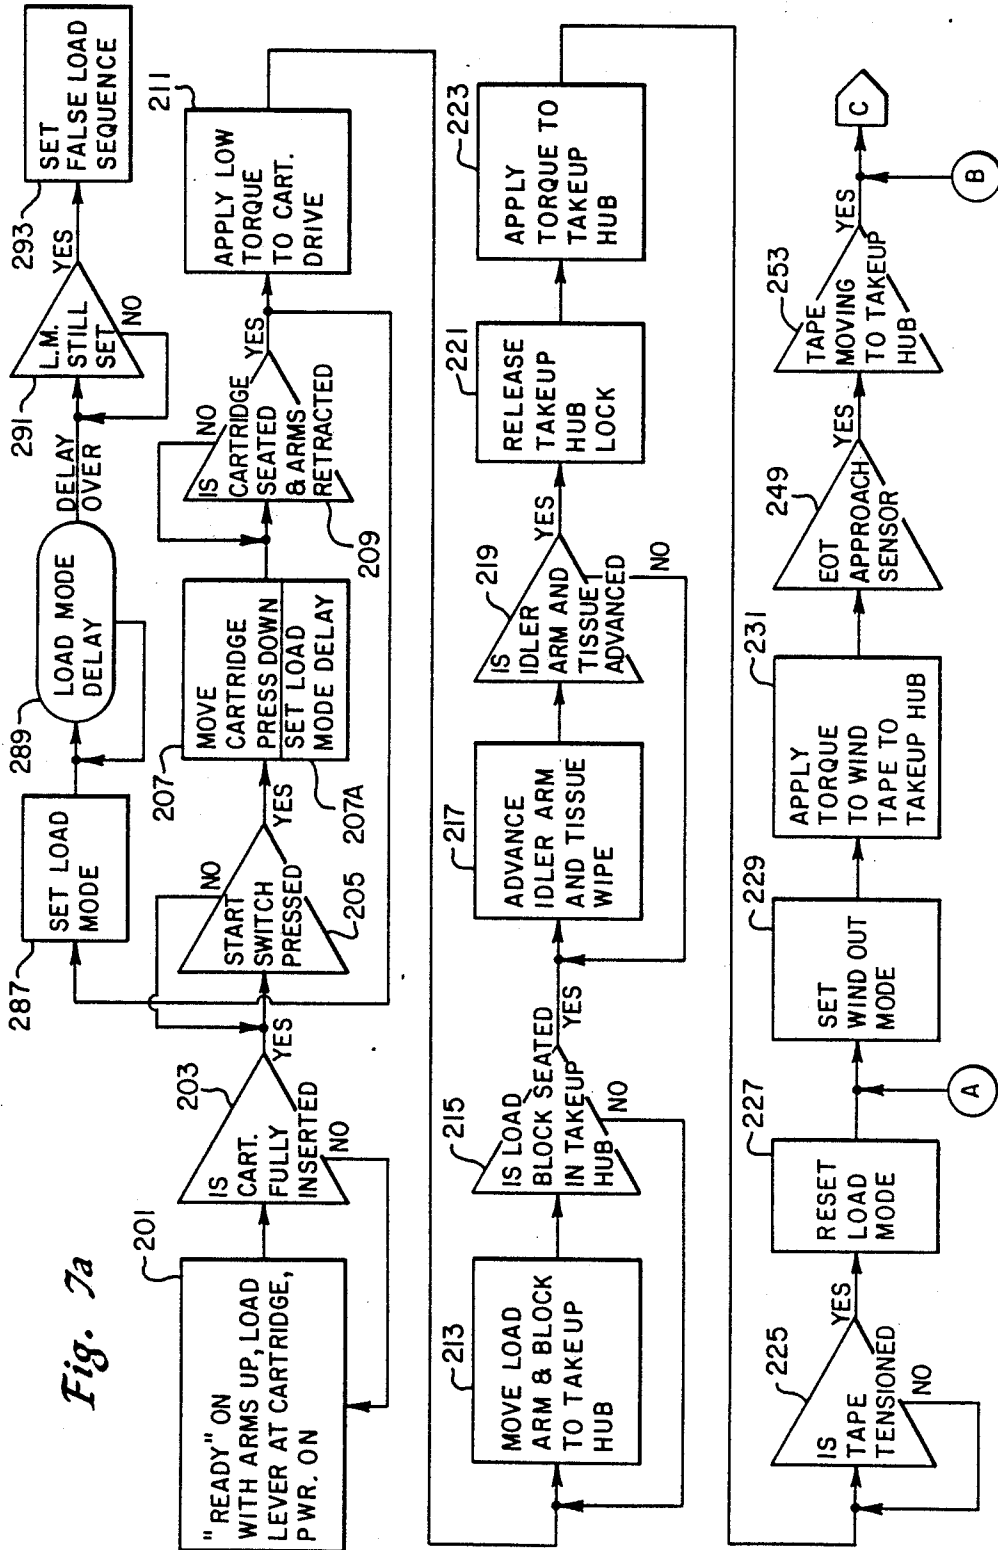 Fig. 7a
201
"READY" ON
WITH ARMS UP, LOAD
LEVER AT CARTRIDGE,
PWR. ON
203
IS
CART.
FULLY
INSERTED
NO
YES
START
SWITCH
PRESSED
205
NO
YES
207
MOVE
CARTRIDGE
PRESS DOWN
SET LOAD
MODE DELAY
207A
IS
CARTRIDGE
SEATED
& ARMS
RETRACTED
209
NO
YES
211
APPLY LOW
TORQUE
TO CART.
DRIVE
287
SET LOAD
MODE
289
LOAD MODE
DELAY
DELAY
OVER
291
L.M.
STILL
SET
YES
NO
293
SET
FALSE LOAD
SEQUENCE
213
MOVE LOAD
ARM & BLOCK
TO TAKEUP
HUB
215
IS LOAD
BLOCK SEATED
IN TAKEUP
HUB
YES
NO
217
ADVANCE
IDLER ARM
AND TISSUE
WIPE
219
IS
IDLER
ARM AND
TISSUE
ADVANCED
YES
NO
221
RELEASE
TAKEUP
HUB
LOCK
223
APPLY
TORQUE TO
TAKEUP
HUB
225
IS
TAPE
TENSIONED
YES
NO
227
RESET
LOAD
MODE
A
229
SET
WIND OUT
MODE
231
APPLY
TORQUE
TO WIND
TAPE TO
TAKEUP HUB
249
EOT
APPROACH
SENSOR
YES
253
TAPE
MOVING
TO TAKEUP
HUB
YES
B
C